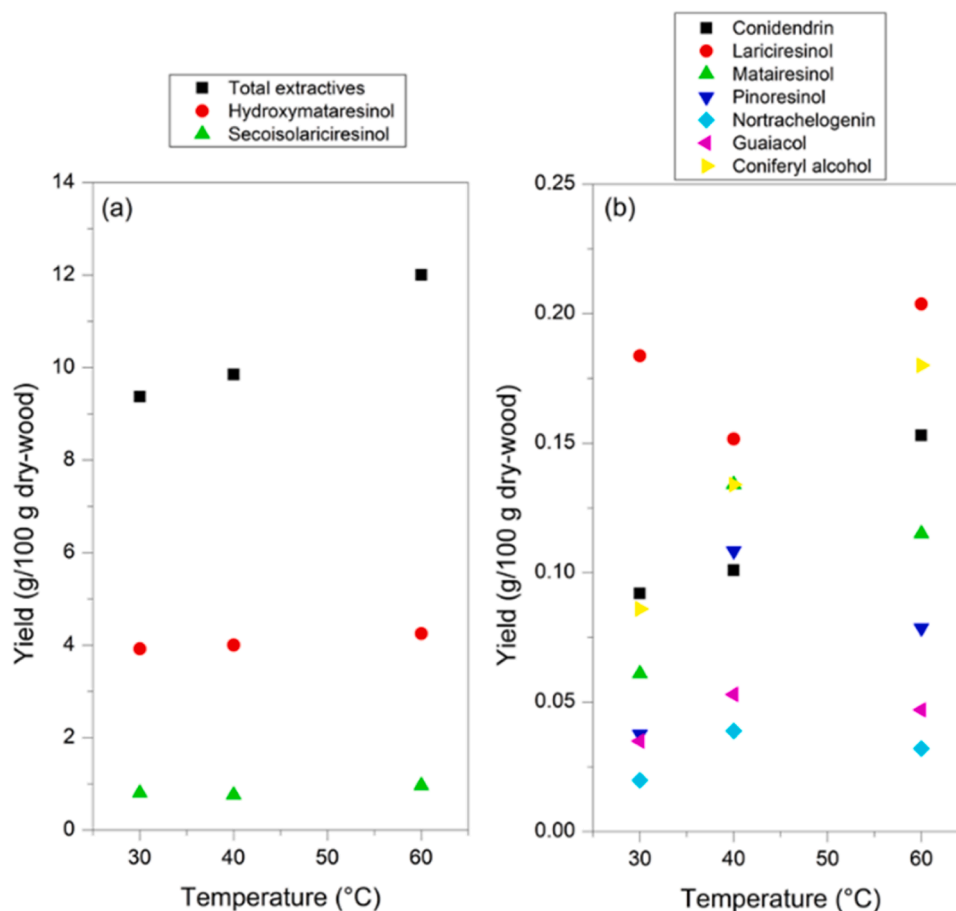 Total extractives
Hydroxymataresinol
Secoisolariciresinol
(a)
14
12
10
8
6
4
2
0
30 40 50 60
Yield (g/100 g dry-wood)
Temperature (°C)
Conidendrin
Lariciresinol
Matairesinol
Pinoresinol
Nortrachelogenin
Guaiacol
Coniferyl alcohol
(b)
0.25
0.20
0.15
0.10
0.05
0.00
30 40 50 60
Yield (g/100 g dry-wood)
Temperature (°C)